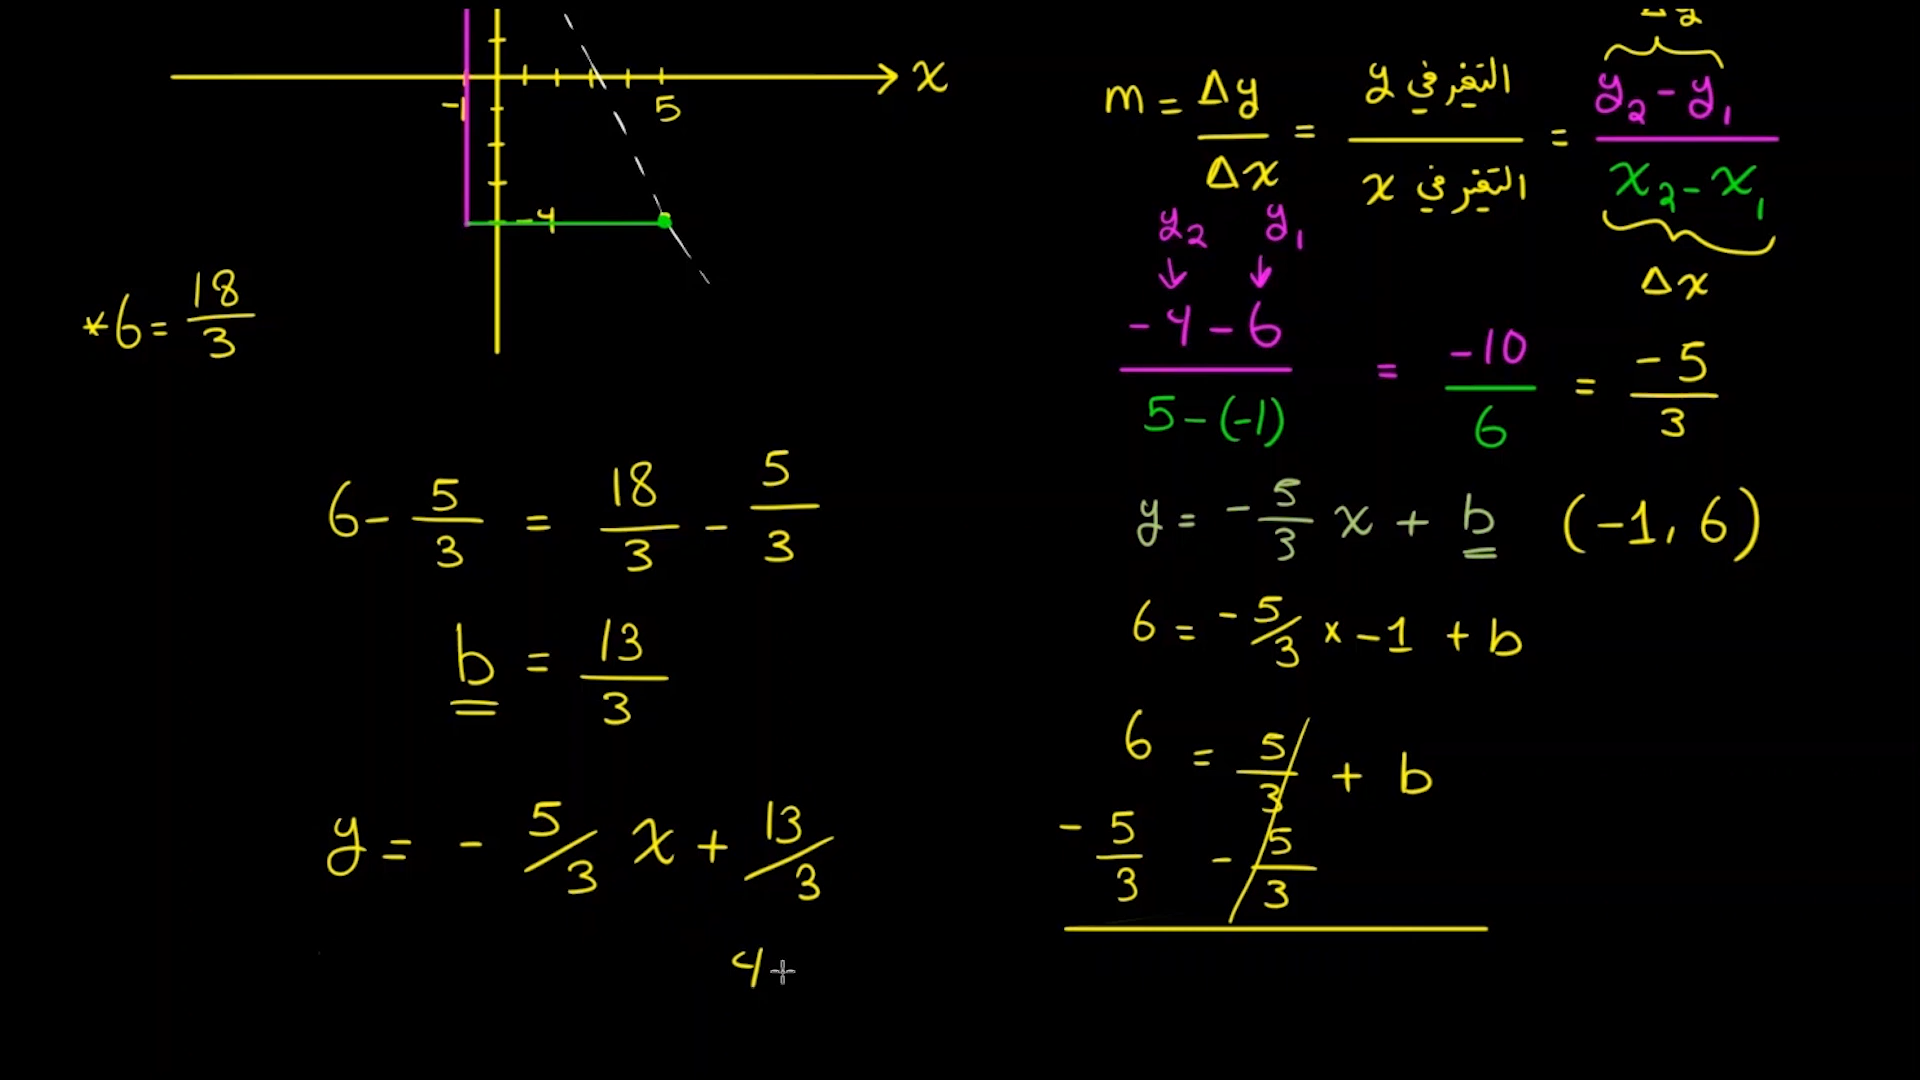 x
-1 5
-4
*6 = 18/3
6 - 5/3 = 18/3 - 5/3
b = 13/3
y = - 5/3 x + 13/3
4
Δy
m = Δy/Δx = التغير في y/التغير في x = y₂ - y₁/x₂ - x₁
Δx
y₂ y₁
-4 - 6/5 - (-1) = -10/6 = -5/3
y = - 5/3 x + b (-1, 6)
6 = - 5/3 × -1 + b
6 = 5/3 + b
- 5/3 - 5/3